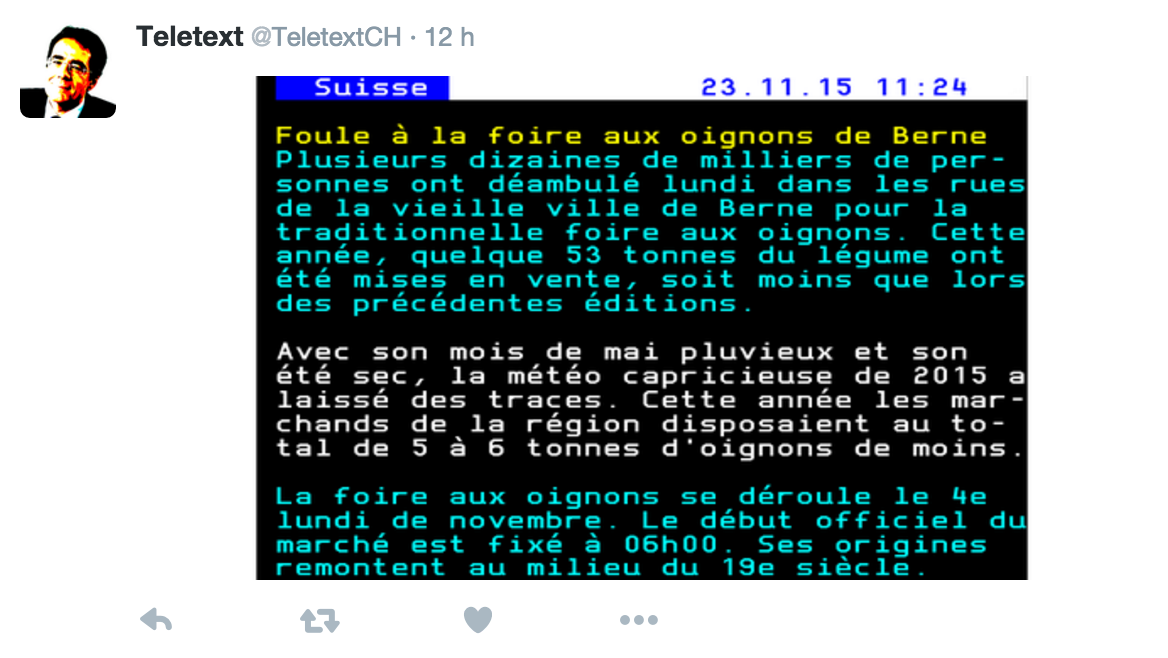 Teletext @TeletextCH · 12 h
Suisse 23.11.15 11:24
Foule à la foire aux oignons de Berne
Plusieurs dizaines de milliers de per-
sonnes ont déambulé lundi dans les rues
de la vieille ville de Berne pour la
traditionnelle foire aux oignons. Cette
année, quelque 53 tonnes du légume ont
été mises en vente, soit moins que lors
des précédentes éditions.
Avec son mois de mai pluvieux et son
été sec, la météo capricieuse de 2015 a
laissé des traces. Cette année les mar-
chands de la région disposaient au to-
tal de 5 à 6 tonnes d'oignons de moins.
La foire aux oignons se déroule le 4e
lundi de novembre. Le début officiel du
marché est fixé à 06h00. Ses origines
remontent au milieu du 19e siècle.